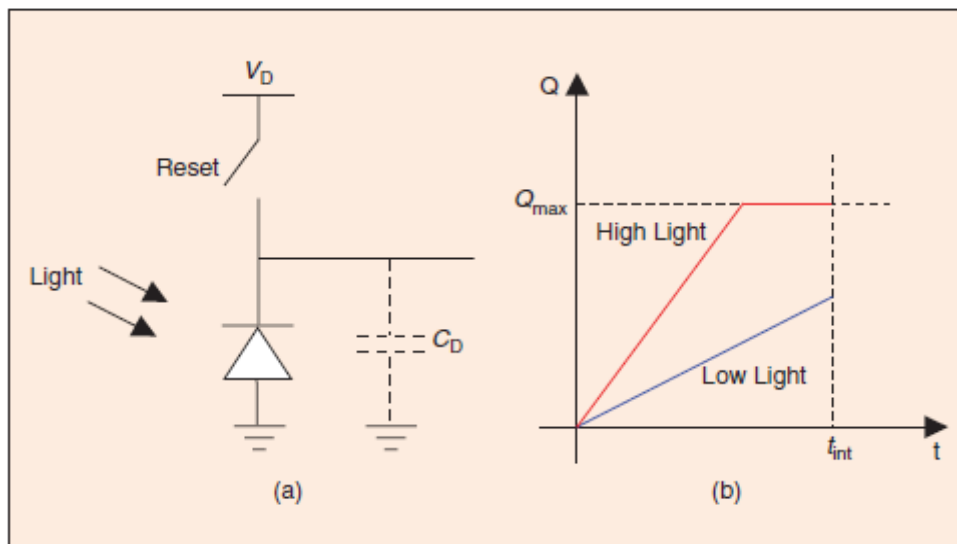 V_D
Reset
Light
C_D
(a)
Q
Q_max
High Light
Low Light
t_int
t
(b)